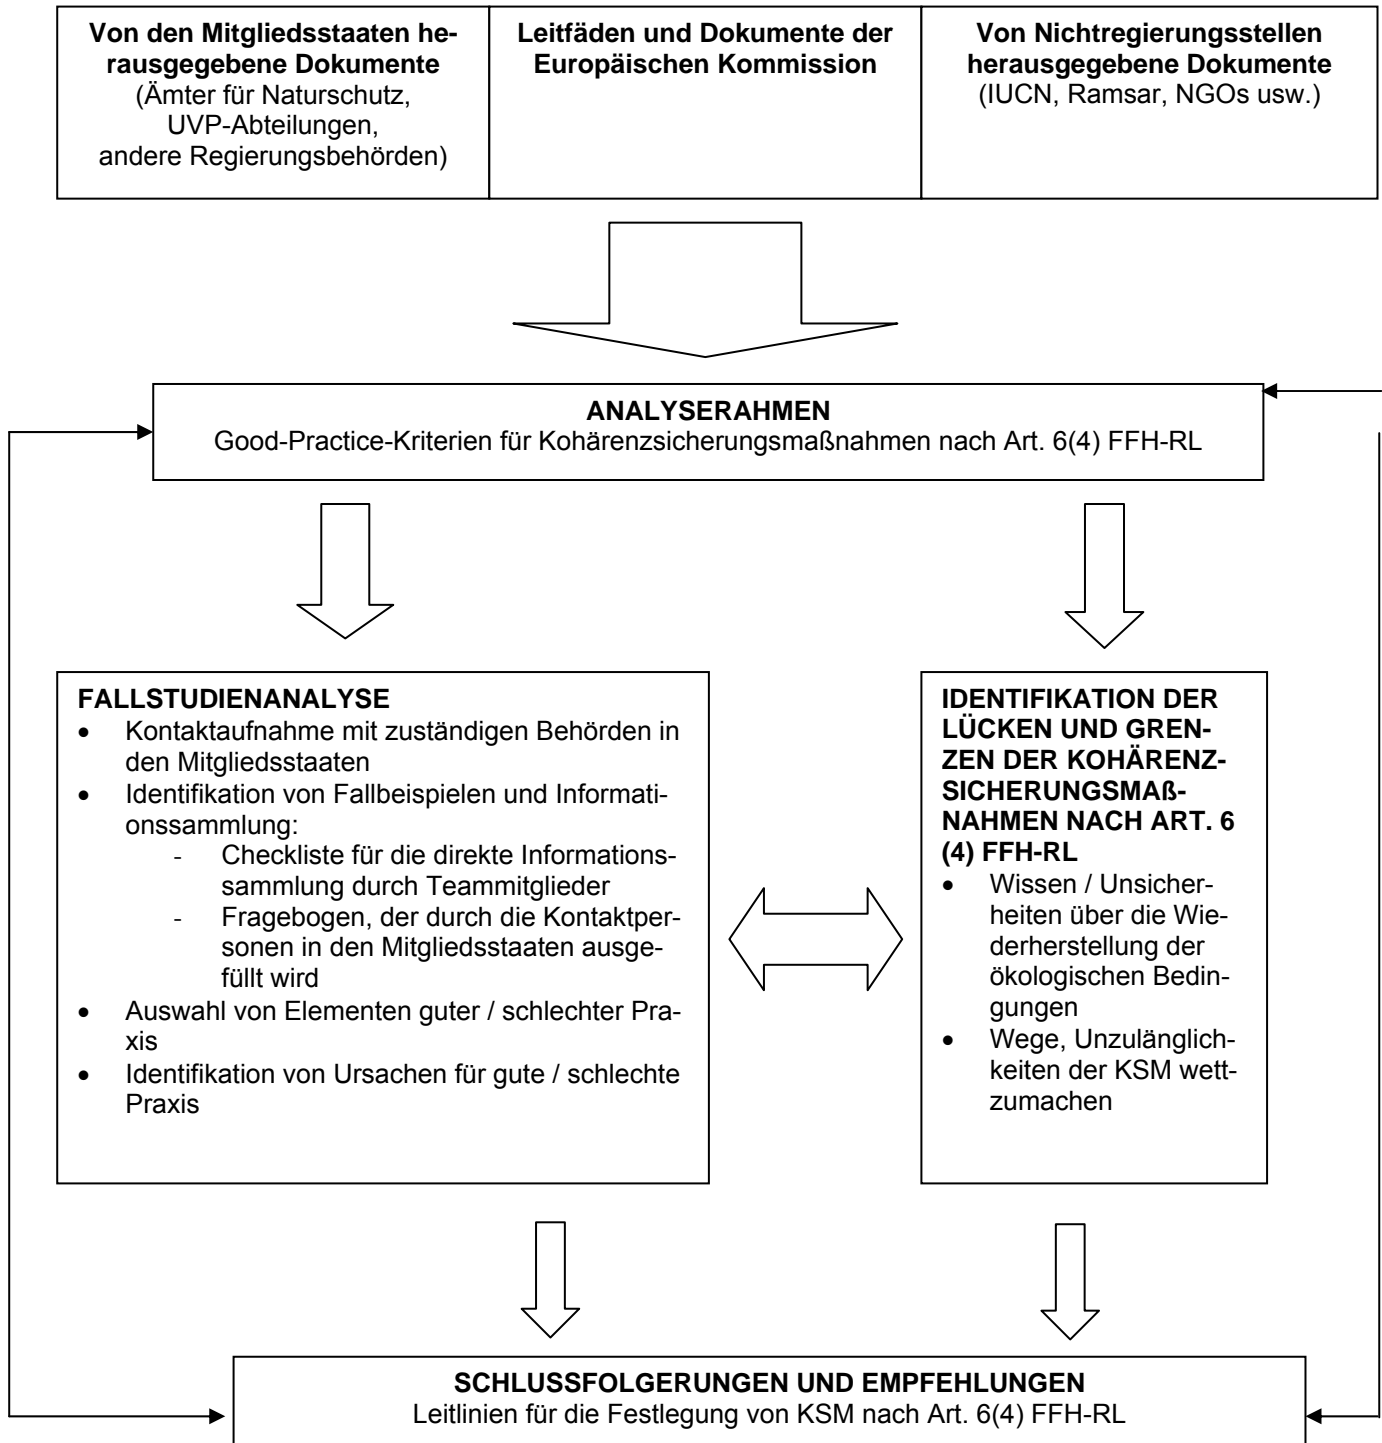 Von den Mitgliedsstaaten he-
rausgegebene Dokumente
(Ämter für Naturschutz,
UVP-Abteilungen,
andere Regierungsbehörden)
Leitfäden und Dokumente der
Europäischen Kommission
Von Nichtregierungsstellen
herausgegebene Dokumente
(IUCN, Ramsar, NGOs usw.)
ANALYSERAHMEN
Good-Practice-Kriterien für Kohärenzsicherungsmaßnahmen nach Art. 6(4) FFH-RL
FALLSTUDIENANALYSE
• Kontaktaufnahme mit zuständigen Behörden in
den Mitgliedsstaaten
• Identifikation von Fallbeispielen und Informati-
onssammlung:
- Checkliste für die direkte Informations-
sammlung durch Teammitglieder
- Fragebogen, der durch die Kontaktper-
sonen in den Mitgliedsstaaten ausge-
füllt wird
• Auswahl von Elementen guter / schlechter Pra-
xis
• Identifikation von Ursachen für gute / schlechte
Praxis
IDENTIFIKATION DER
LÜCKEN UND GREN-
ZEN DER KOHÄRENZ-
SICHERUNGSMAß-
NAHMEN NACH ART. 6
(4) FFH-RL
• Wissen / Unsicher-
heiten über die Wie-
derherstellung der
ökologischen Bedin-
gungen
• Wege, Unzulänglich-
keiten der KSM wett-
zumachen
SCHLUSSFOLGERUNGEN UND EMPFEHLUNGEN
Leitlinien für die Festlegung von KSM nach Art. 6(4) FFH-RL